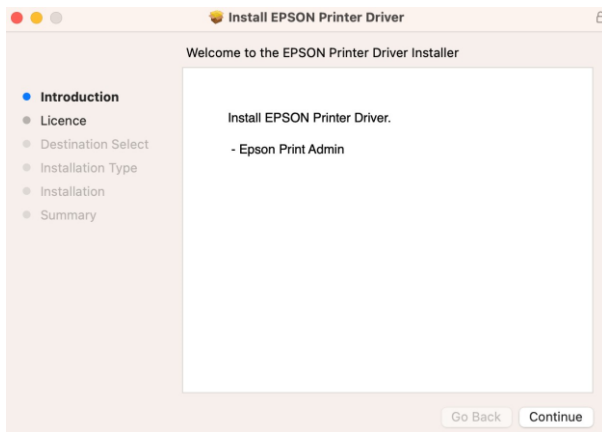 Install EPSON Printer Driver
Welcome to the EPSON Printer Driver Installer
Introduction
Licence
Destination Select
Installation Type
Installation
Summary
Install EPSON Printer Driver.
- Epson Print Admin
Go Back
Continue